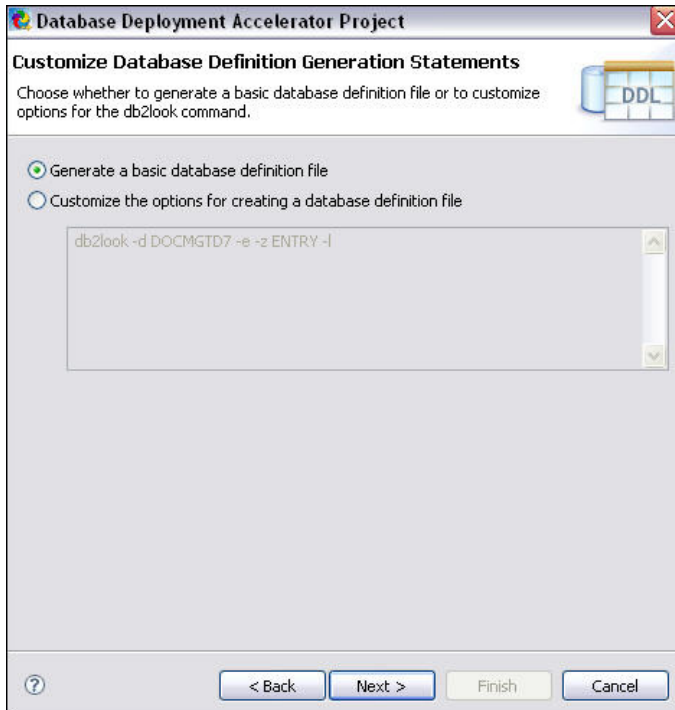 Database Deployment Accelerator Project
Customize Database Definition Generation Statements
Choose whether to generate a basic database definition file or to customize
options for the db2look command.
DDL
Generate a basic database definition file
Customize the options for creating a database definition file
db2look -d DOCMGTD7 -e -z ENTRY -l
?
< Back
Next >
Finish
Cancel